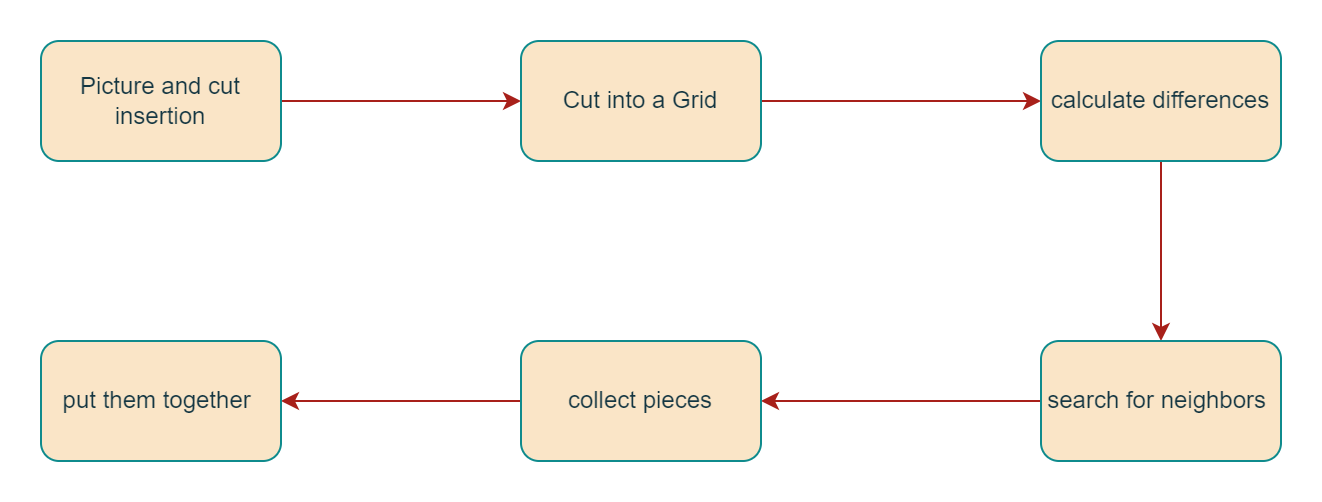 Picture and cut
insertion
Cut into a Grid
calculate differences
search for neighbors
collect pieces
put them together